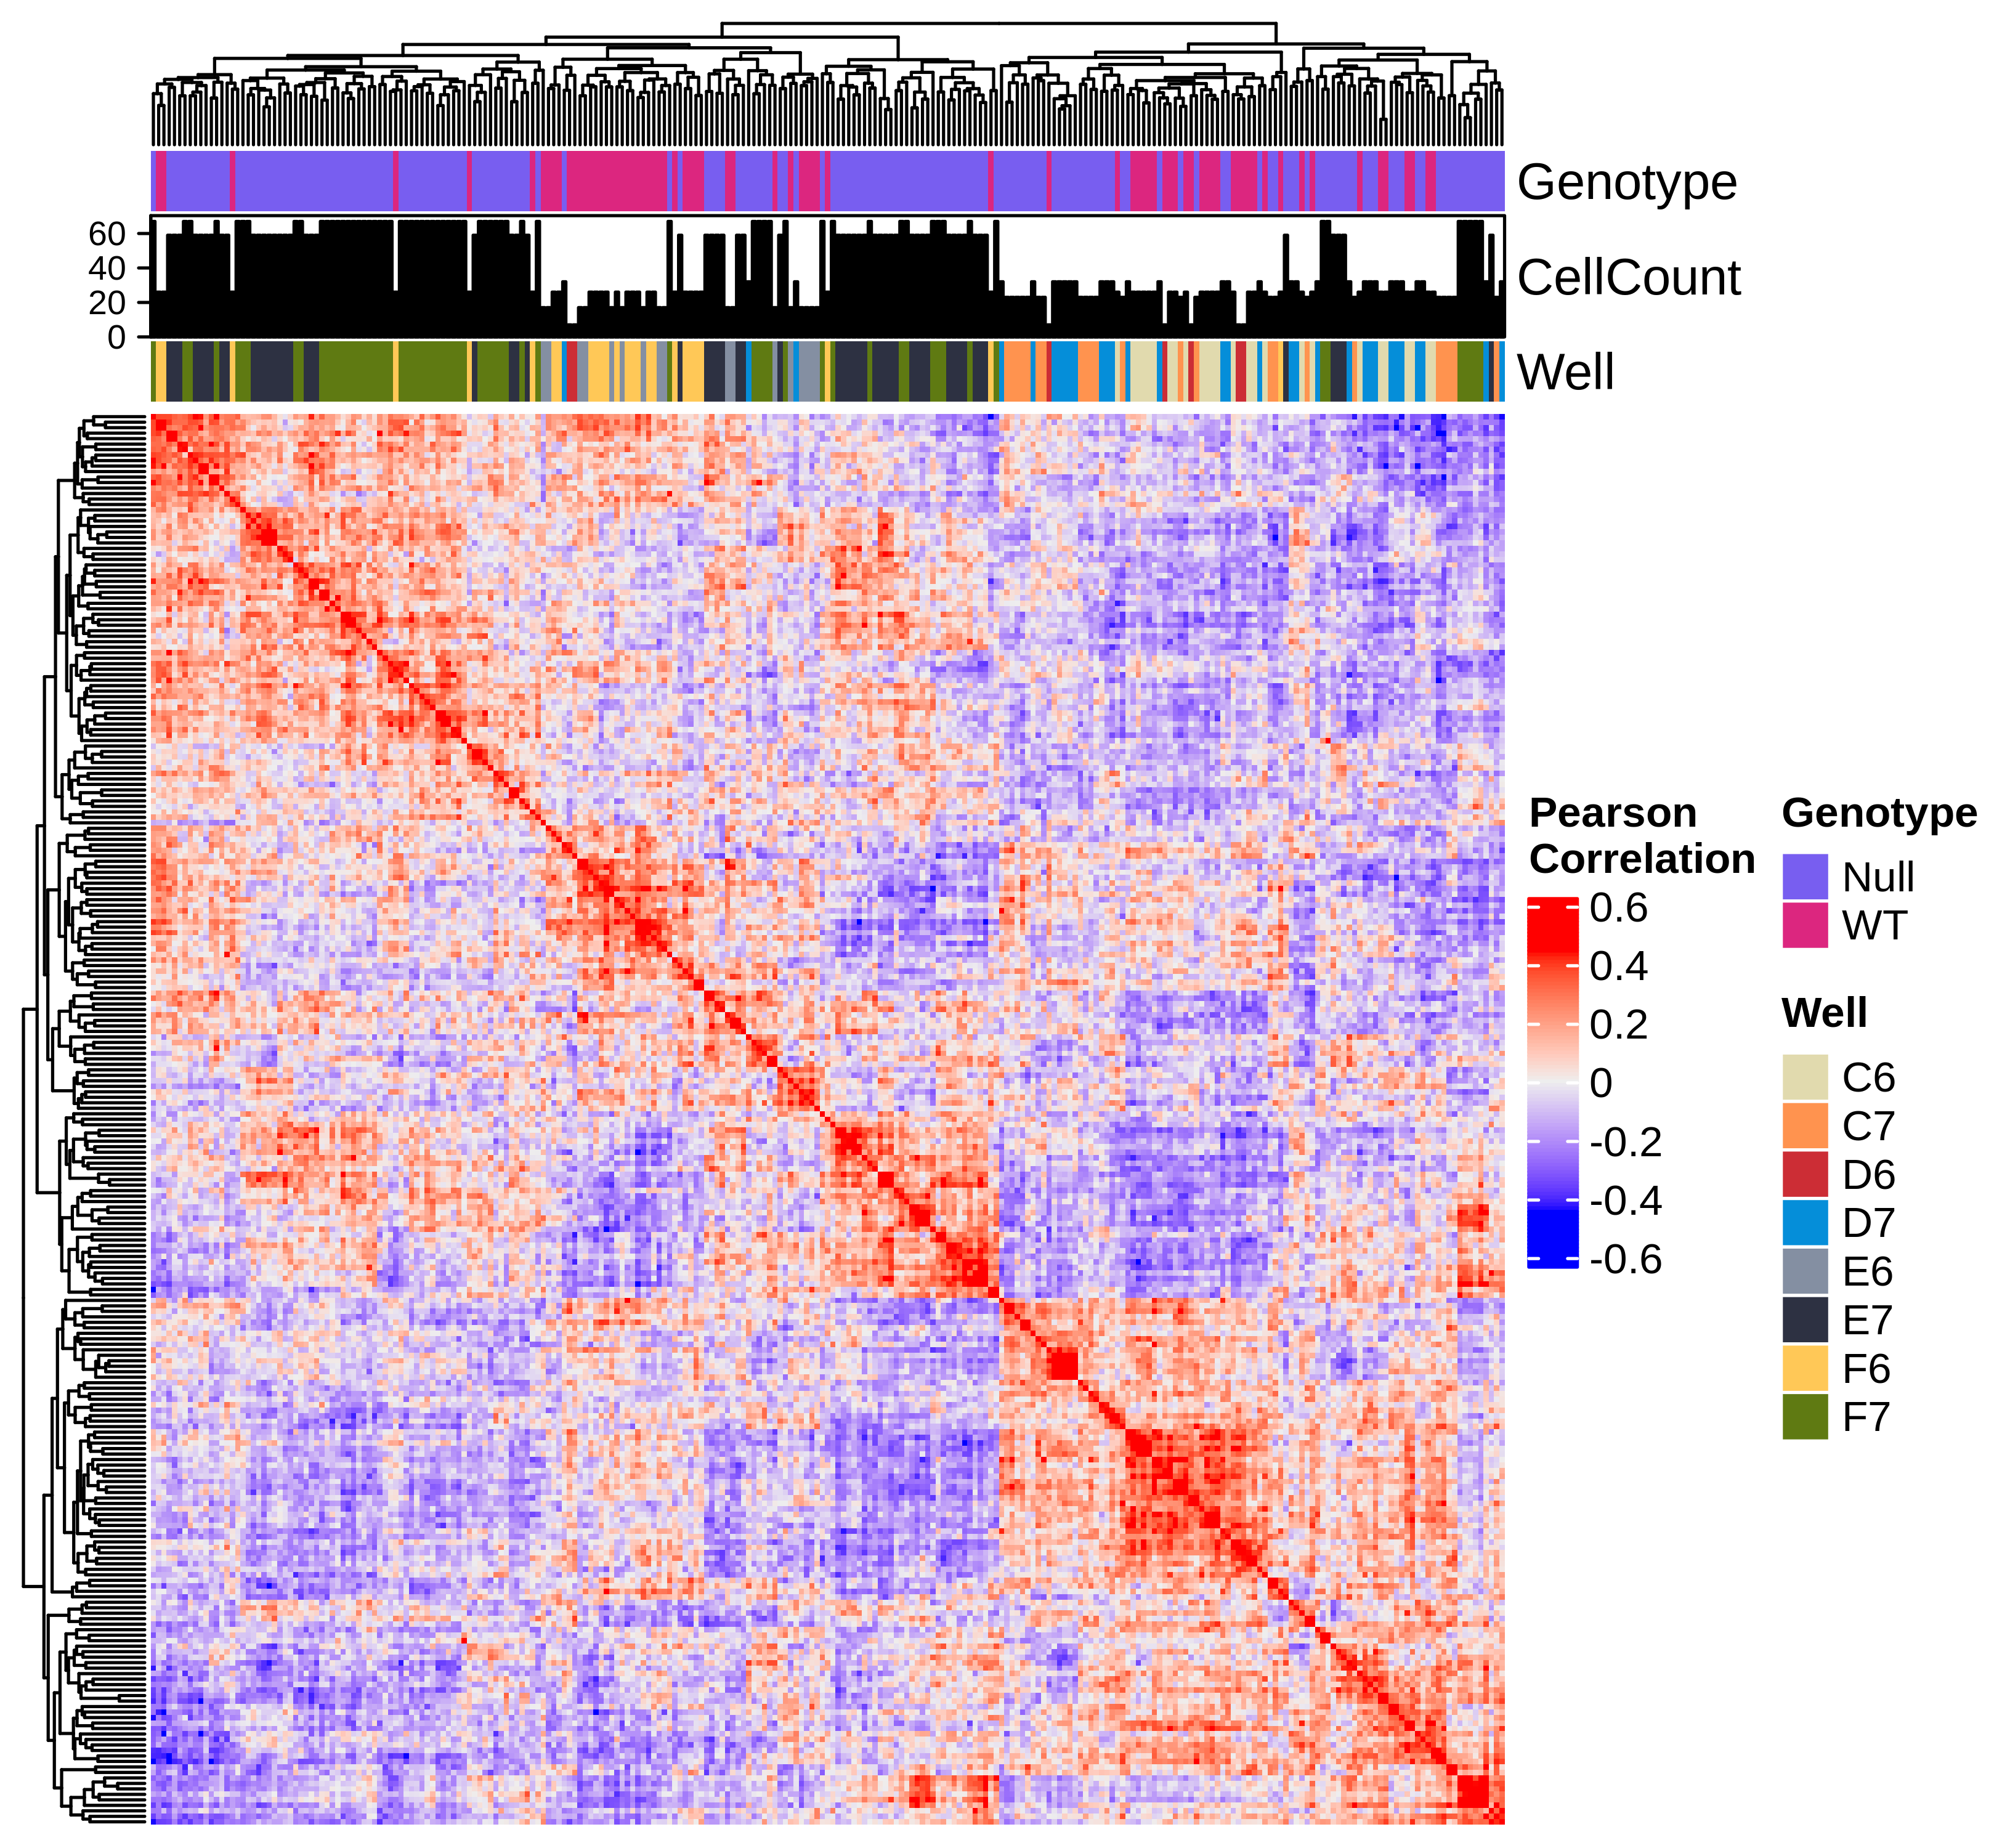 Genotype
60
40
20
0
CellCount
Well
Pearson
Correlation
0.6
0.4
0.2
0
-0.2
-0.4
-0.6
Genotype
Null
WT
Well
C6
C7
D6
D7
E6
E7
F6
F7